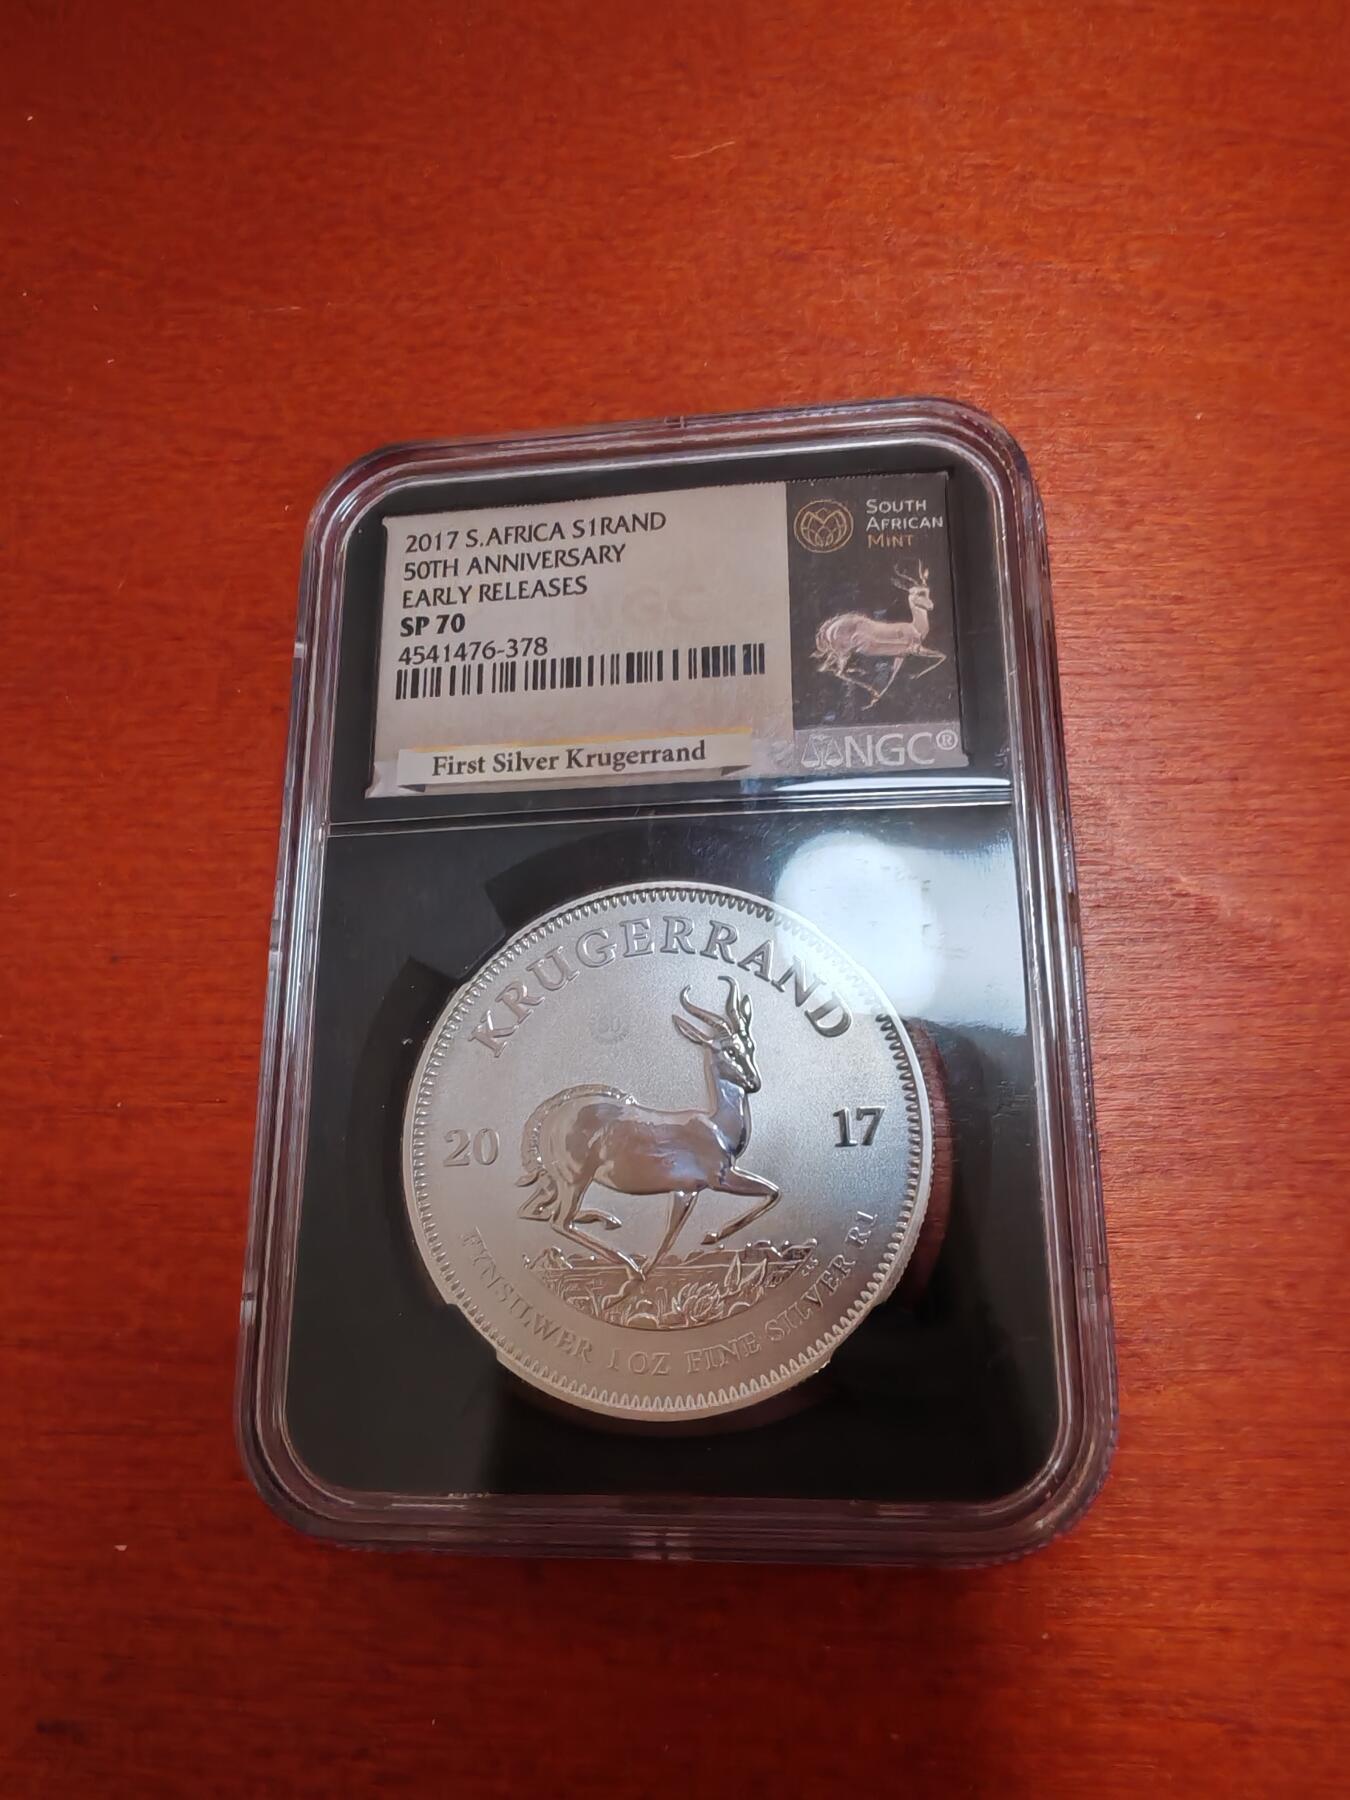 2017 S.AFRICA S1RAND
50TH ANNIVERSARY
EARLY RELEASES
SP 70
4541476-378
First Silver Krugerrand
SOUTH
AFRICAN
MINT
NGC®
KRUGERRAND
20 17
FYNSILWER 1 OZ FINE SILVER R1